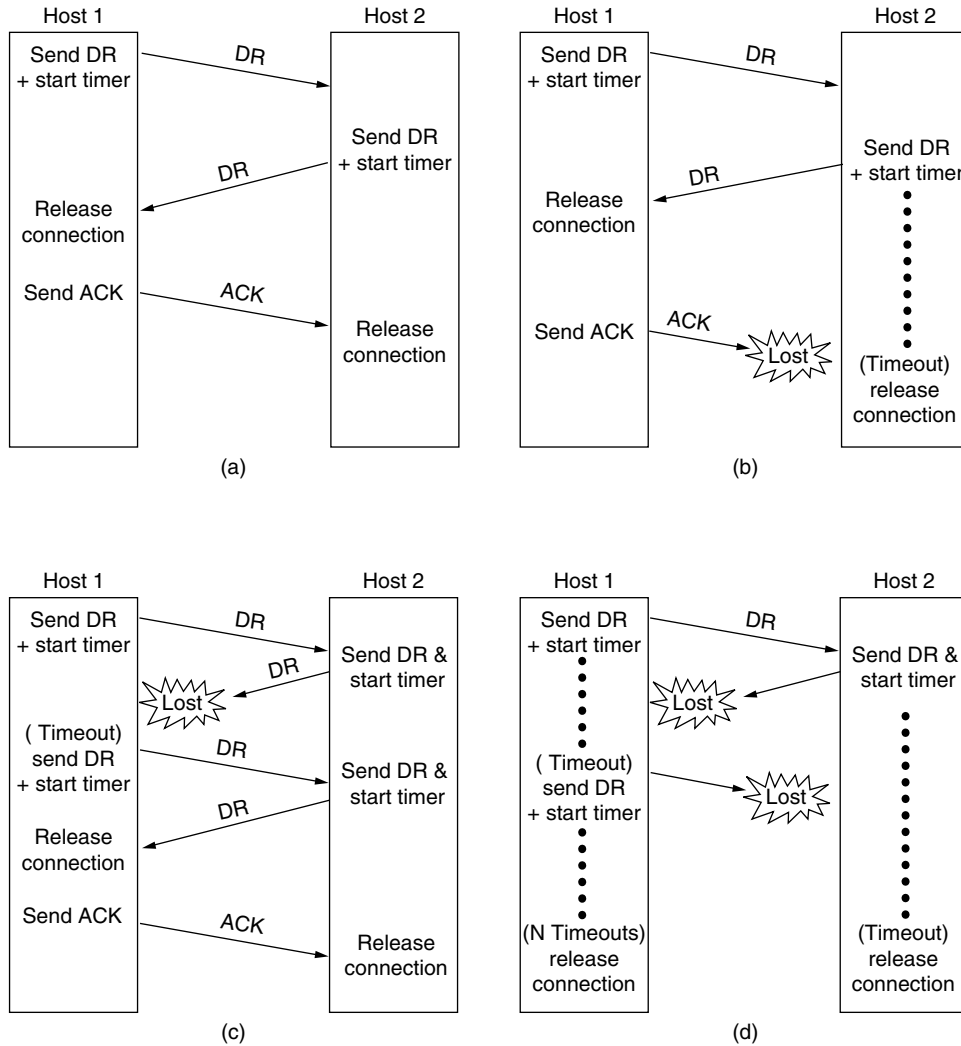 Host 1
Host 2
Send DR
+ start timer
DR
Send DR
+ start timer
DR
Release
connection
Send ACK
ACK
Release
connection
(a)
Host 1
Host 2
Send DR
+ start timer
DR
Send DR
+ start timer
DR
Release
connection
Send ACK
ACK
Lost
(Timeout)
release
connection
(b)
Host 1
Host 2
Send DR
+ start timer
DR
Send DR &
start timer
DR
Lost
( Timeout)
send DR
+ start timer
DR
Send DR &
start timer
DR
Release
connection
Send ACK
ACK
Release
connection
(c)
Host 1
Host 2
Send DR
+ start timer
DR
Send DR &
start timer
Lost
( Timeout)
send DR
+ start timer
Lost
(N Timeouts)
release
connection
(Timeout)
release
connection
(d)